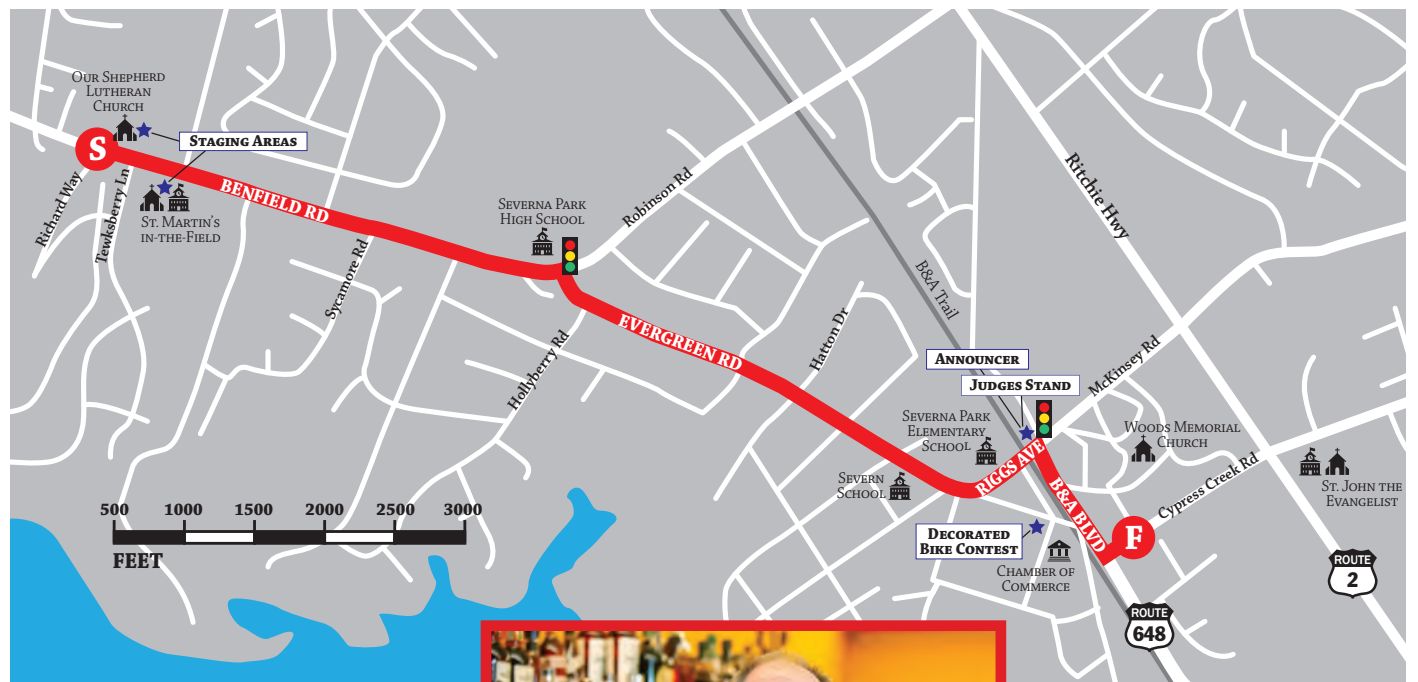 Our Shepherd
Lutheran
Church
S
Staging Areas
Richard Way
Tewksberry Ln
St. Martin's
in-the-Field
BENFIELD RD
Sycamore Rd
Severna Park
High School
Robinson Rd
Hollyberry Rd
EVERGREEN RD
Hatton Dr
B&A Trail
Ritchie Hwy
Announcer
Judges Stand
McKinsey Rd
Severna Park
Elementary
School
Severn
School
RIGGS AVE
Woods Memorial
Church
Cypress Creek Rd
St. John the
Evangelist
B&A BLVD
F
Decorated
Bike Contest
Chamber of
Commerce
500 1000 1500 2000 2500 3000
FEET
ROUTE
2
ROUTE
648